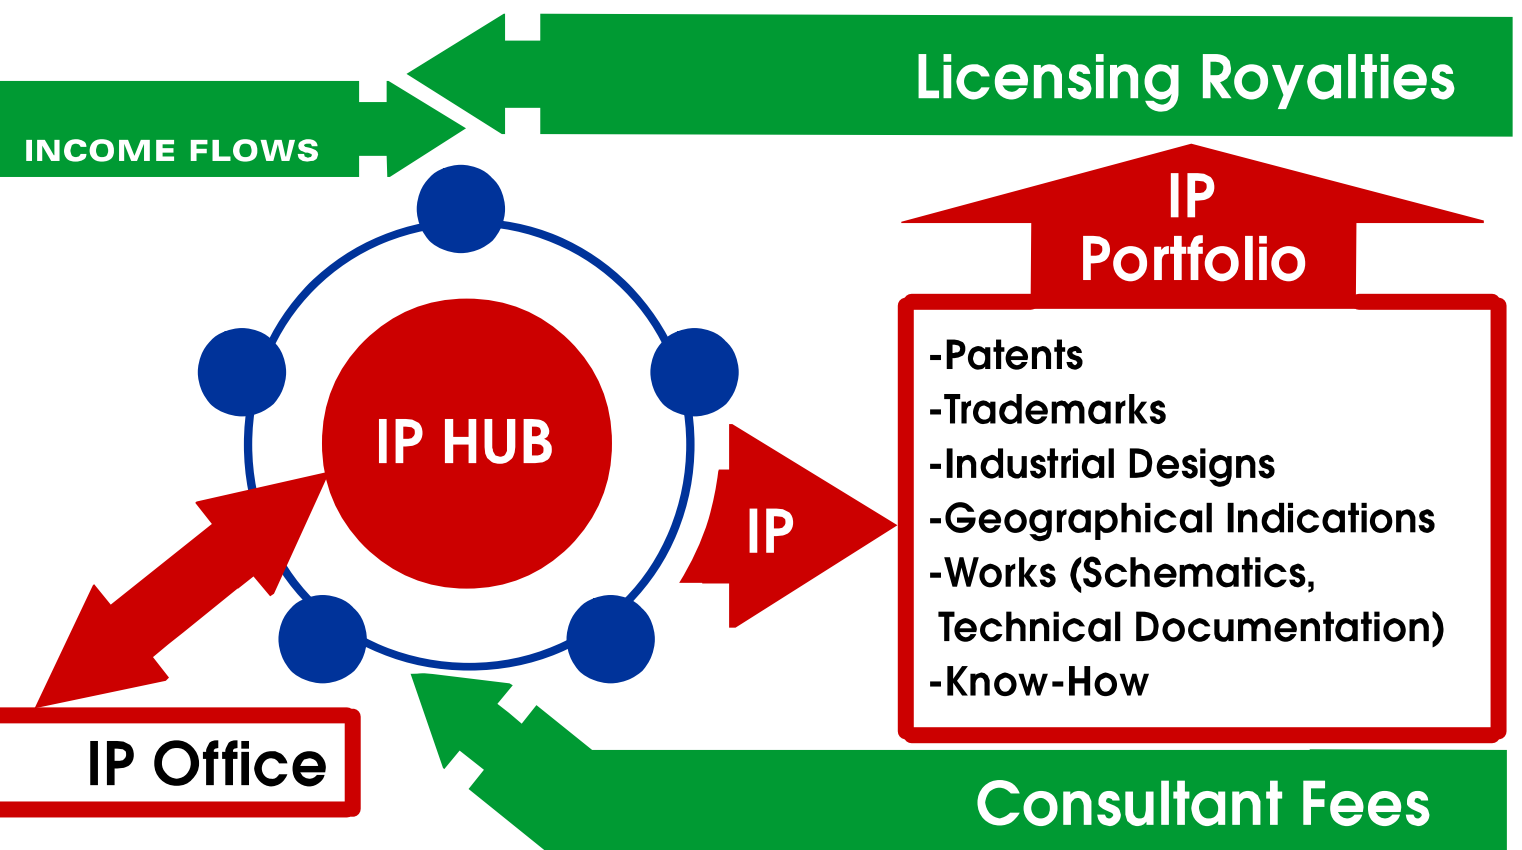 Licensing Royalties
INCOME FLOWS
IP
Portfolio
-Patents
-Trademarks
-Industrial Designs
-Geographical Indications
-Works (Schematics,
Technical Documentation)
-Know-How
IP HUB
IP
IP Office
Consultant Fees